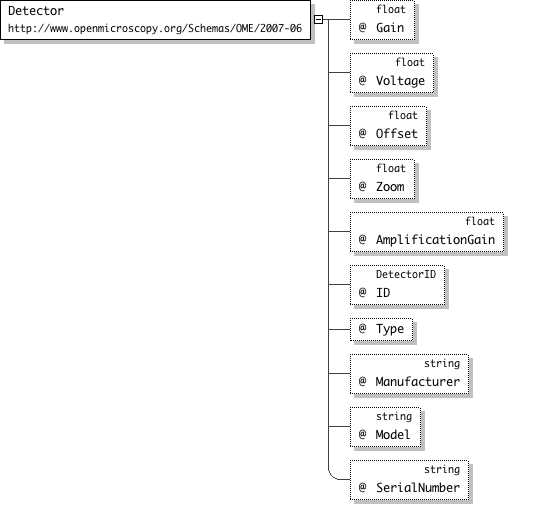 Detector
http://www.openmicroscopy.org/Schemas/OME/2007-06
float
@ Gain
float
@ Voltage
float
@ Offset
float
@ Zoom
float
@ AmplificationGain
DetectorID
@ ID
@ Type
string
@ Manufacturer
string
@ Model
string
@ SerialNumber